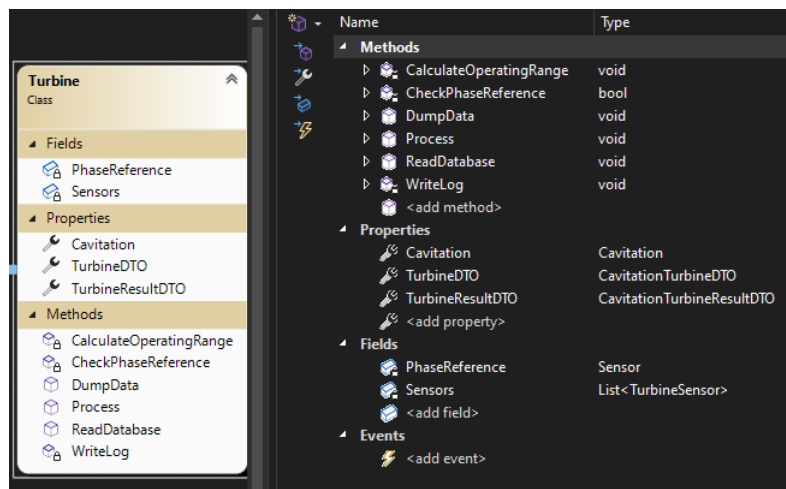 Turbine
Class
Fields
PhaseReference
Sensors
Properties
Cavitation
TurbineDTO
TurbineResultDTO
Methods
CalculateOperatingRange
CheckPhaseReference
DumpData
Process
ReadDatabase
WriteLog
Name Type
Methods
CalculateOperatingRange void
CheckPhaseReference bool
DumpData void
Process void
ReadDatabase void
WriteLog void
<add method>
Properties
Cavitation Cavitation
TurbineDTO CavitationTurbineDTO
TurbineResultDTO CavitationTurbineResultDTO
<add property>
Fields
PhaseReference Sensor
Sensors List<TurbineSensor>
<add field>
Events
<add event>